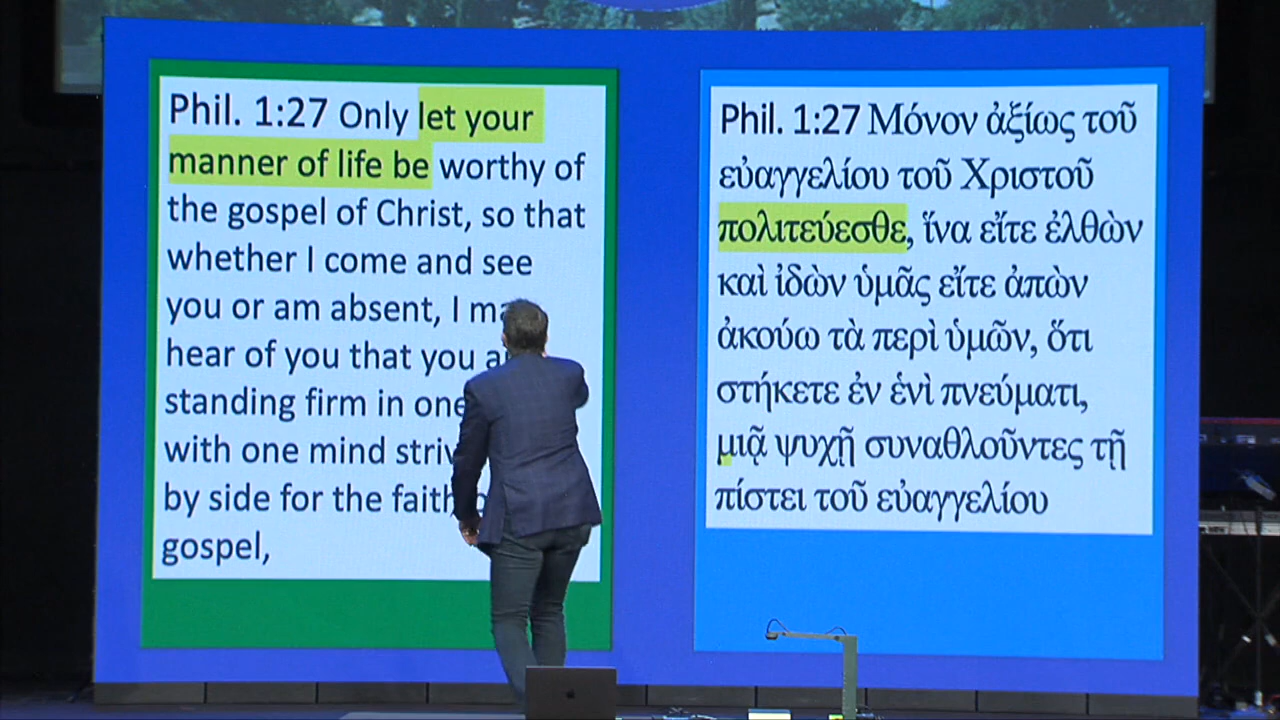 Phil. 1:27 Only let your
manner of life be worthy of
the gospel of Christ, so that
whether I come and see
you or am absent, I
hear of you that you
standing firm in one
with one mind
by side for the faith
gospel,
Phil. 1:27 Μόνον ἀξίως τοῦ
εὐαγγελίου τοῦ Χριστοῦ
πολιτεύεσθε, ἵνα εἴτε ἐλθὼν
καὶ ἰδὼν ὑμᾶς εἴτε ἀπὼν
ἀκούω τὰ περὶ ὑμῶν, ὅτι
στήκετε ἐν ἑνὶ πνεύματι,
μιᾷ ψυχῇ συναθλοῦντες τῇ
πίστει τοῦ εὐαγγελίου